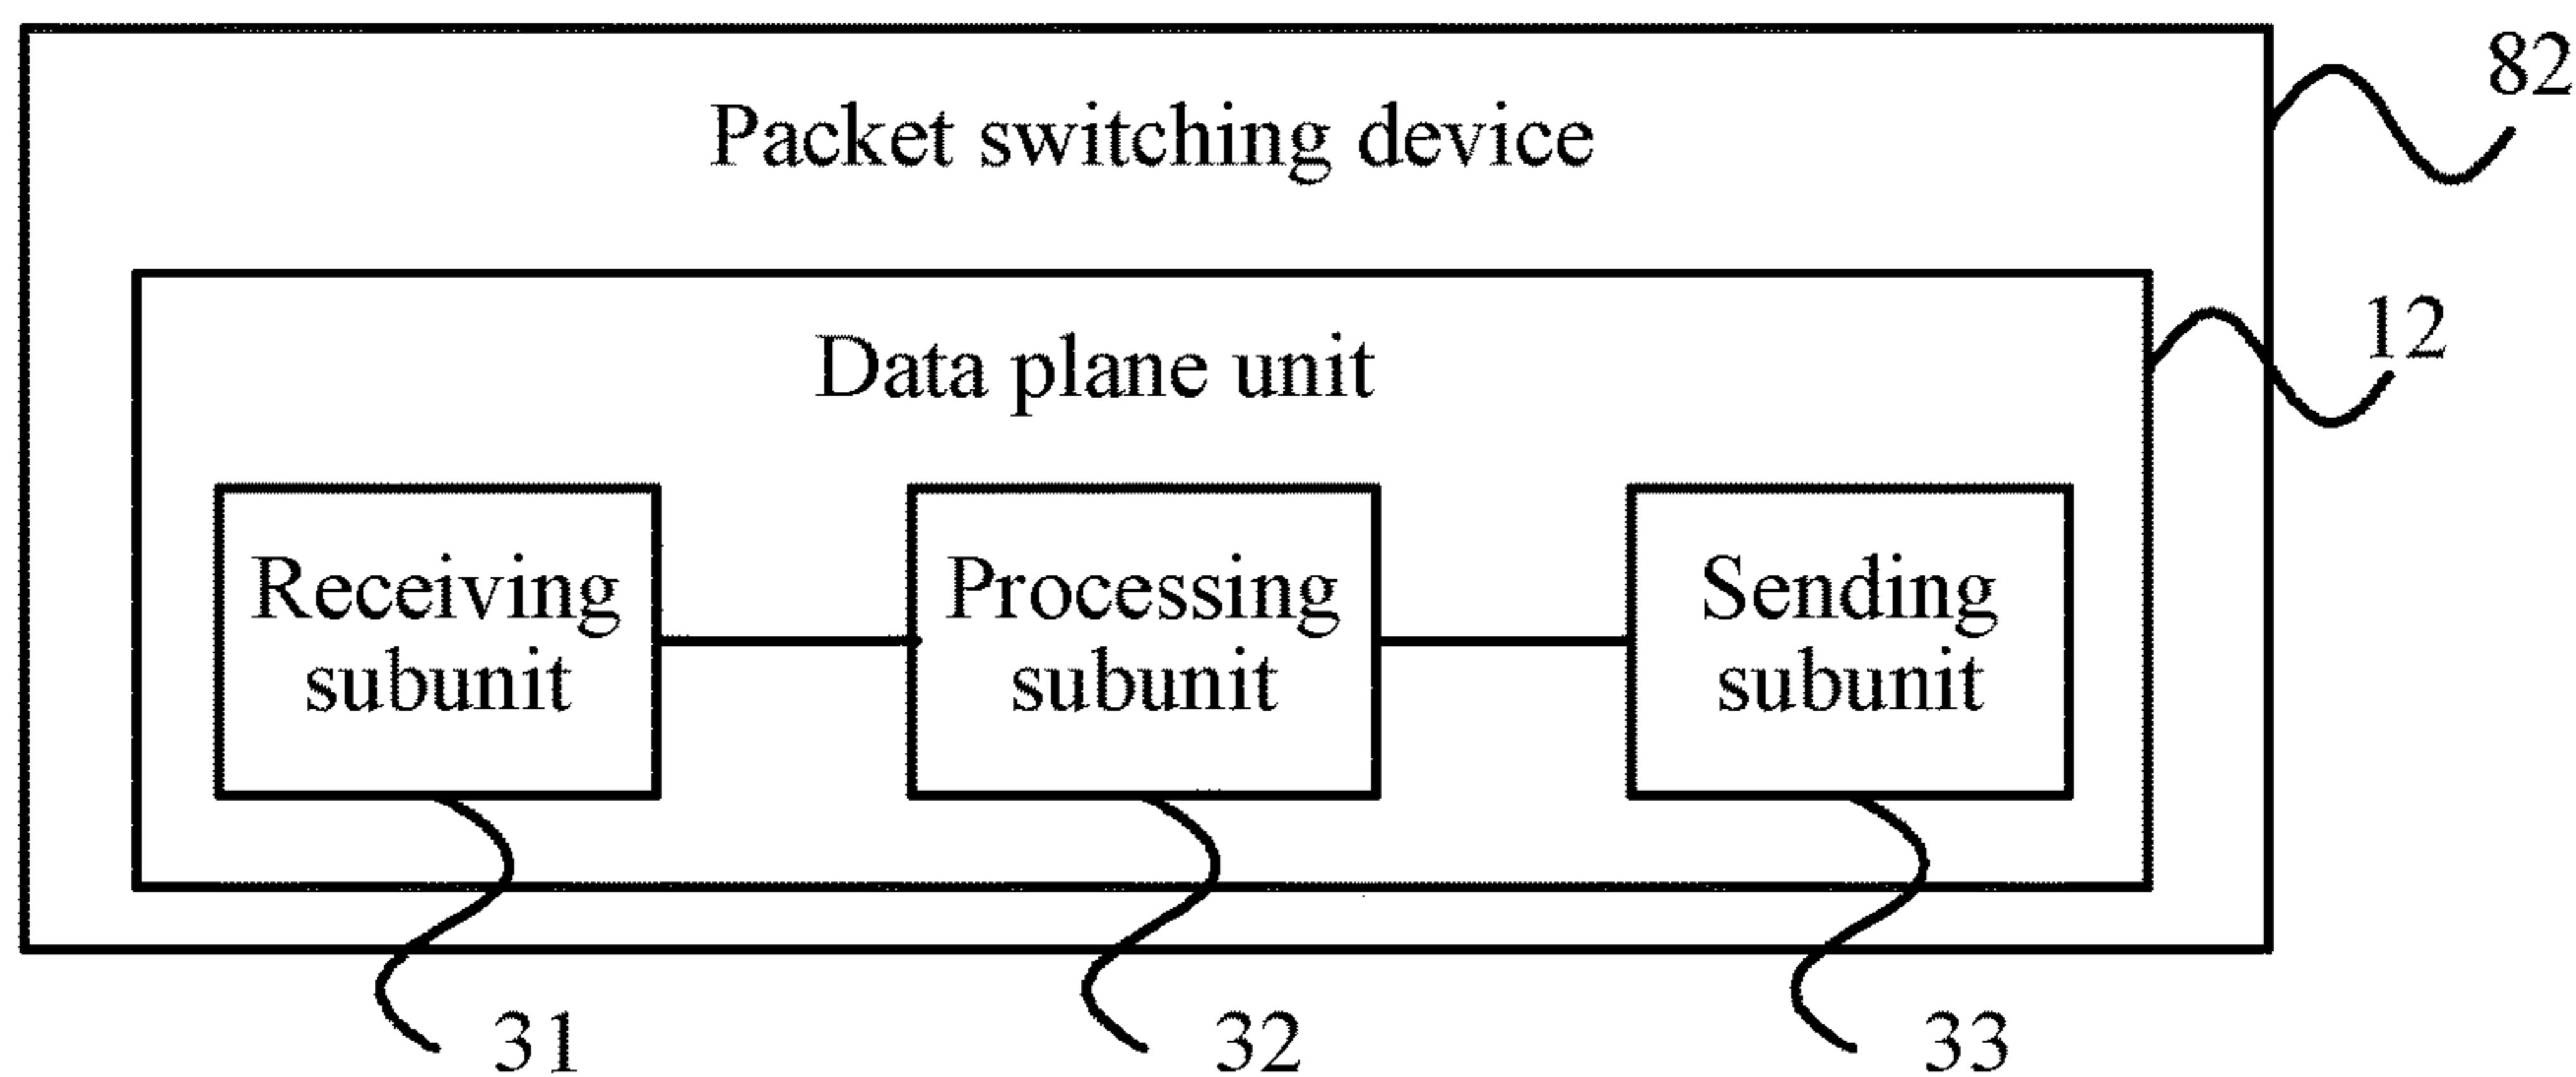 82
Packet switching device
12
Data plane unit
Receiving
subunit
Processing
subunit
Sending
subunit
31
32
33